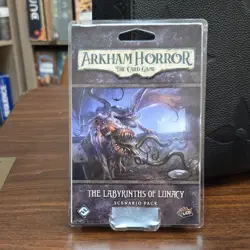 ARKHAM HORROR
THE CARD GAME
THE LABYRINTHS OF LUNACY
SCENARIO PACK